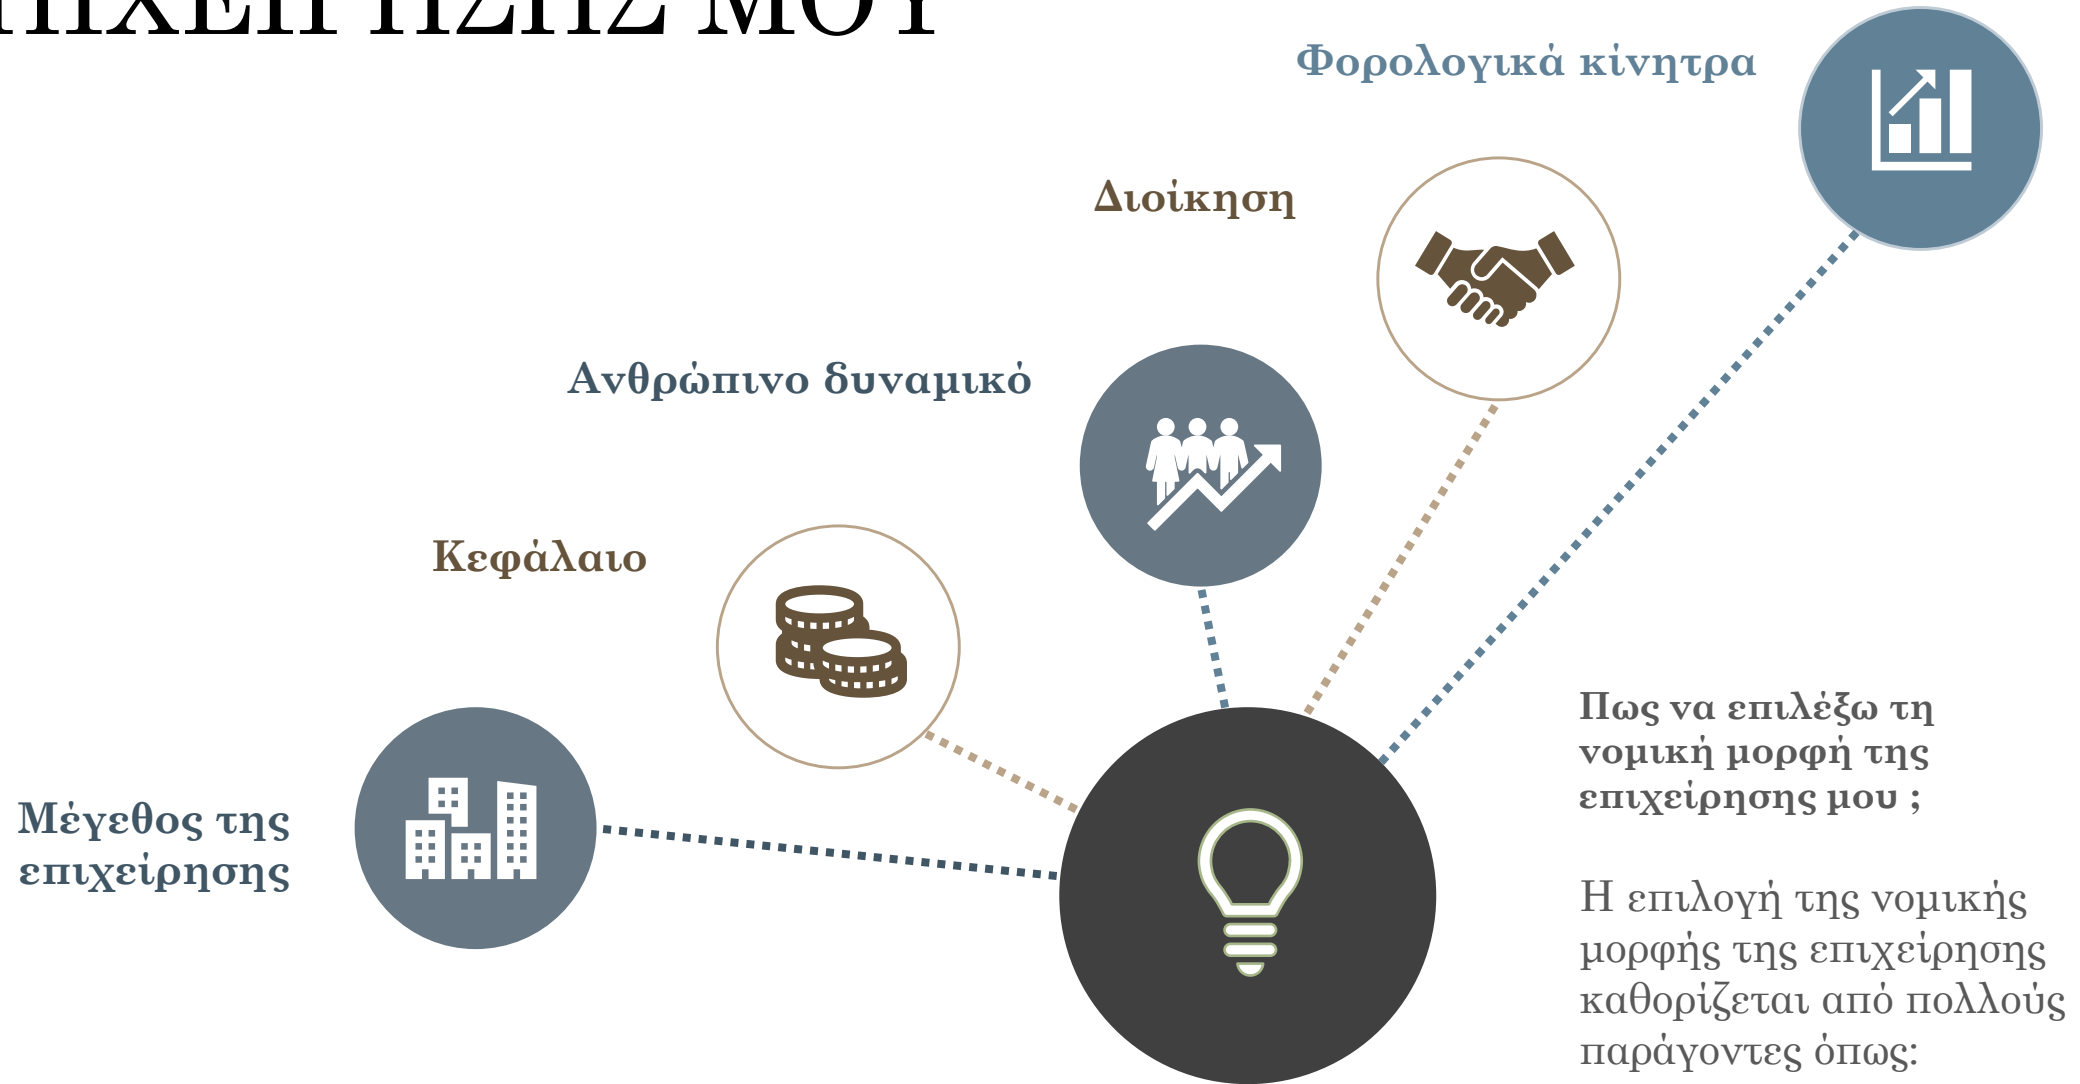 ΜΟΥ
Φορολογικά κίνητρα
Διοίκηση
Ανθρώπινο δυναμικό
Κεφάλαιο
Μέγεθος της
επιχείρησης
Πως να επιλέξω τη
νομική μορφή της
επιχείρησης μου ;
Η επιλογή της νομικής
μορφής της επιχείρησης
καθορίζεται από πολλούς
παράγοντες όπως: